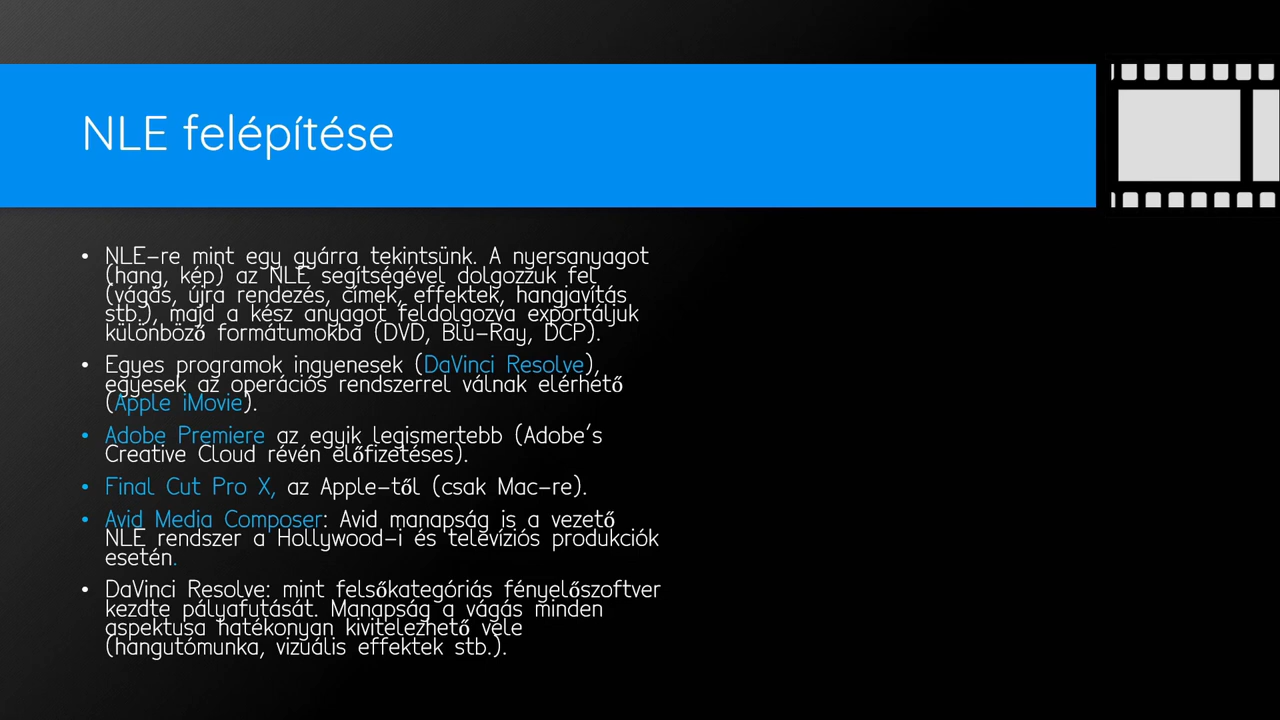 NLE felépítése
• NLE-re mint egy gyárra tekintsünk. A nyersanyagot
(hang, kép) az NLE segítségével dolgozzuk fel
(vágás, újra rendezés, címek, effektek, hangjavítás
stb.), majd a kész anyagot feldolgozva exportáljuk
különböző formátumokba (DVD, Blu-Ray, DCP).
• Egyes programok ingyenesek (DaVinci Resolve),
egyesek az operációs rendszerrel válnak elérhető
(Apple iMovie).
• Adobe Premiere az egyik legismertebb (Adobe's
Creative Cloud révén előfizetéses).
• Final Cut Pro X, az Apple-től (csak Mac-re).
• Avid Media Composer: Avid manapság is a vezető
NLE rendszer a Hollywood-i és televíziós produkciók
esetén.
• DaVinci Resolve: mint felsőkategóriás fényelőszoftver
kezdte pályafutását. Manapság a vágás minden
aspektusa hatékonyan kivitelezhető vele
(hangutómunka, vizuális effektek stb.).